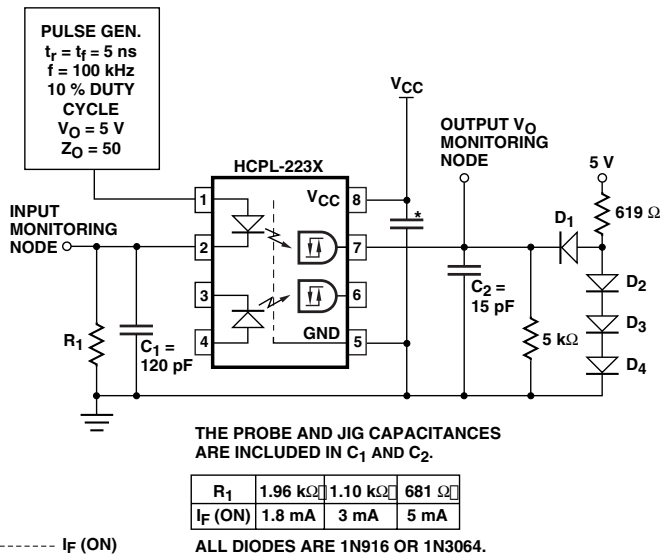 PULSE GEN.
tr = tf = 5 ns
f = 100 kHz
10 % DUTY
CYCLE
VO = 5 V
ZO = 50
VCC
OUTPUT VO
MONITORING
NODE
5 V
619 Ω
HCPL-223X
1
VCC
8
*
INPUT
MONITORING
NODE
2
7
D1
D2
C2 =
15 pF
3
6
D3
R1
C1 =
120 pF
4
GND
5
5 kΩ
D4
THE PROBE AND JIG CAPACITANCES
ARE INCLUDED IN C1 AND C2.
R1 1.96 kΩ 1.10 kΩ 681 Ω
IF (ON) 1.8 mA 3 mA 5 mA
IF (ON)
ALL DIODES ARE 1N916 OR 1N3064.